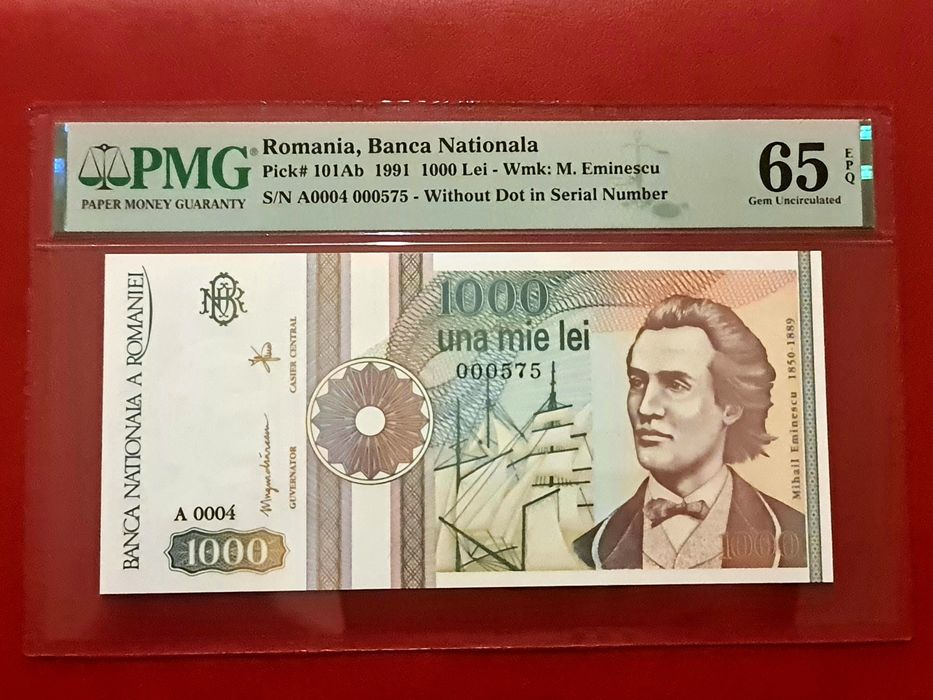 PMG®
PAPER MONEY GUARANTY
Romania, Banca Nationala
Pick# 101Ab 1991 1000 Lei - Wmk: M. Eminescu
S/N A0004 000575 - Without Dot in Serial Number
65
EPQ
Gem Uncirculated
BANCA NATIONALA A ROMANIEI
CASIER CENTRAL
GUVERNATOR
A 0004
1000
1000
una mie lei
000575
Mihail Eminescu 1850-1889
1000